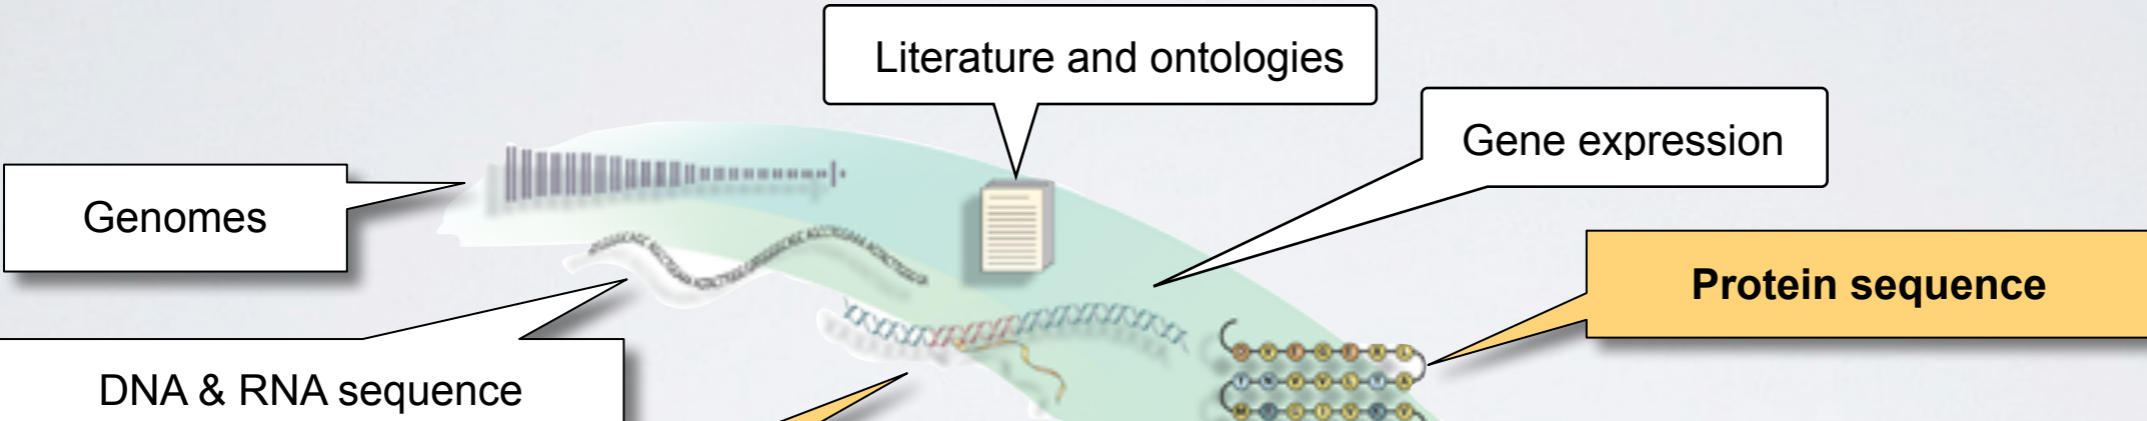 Literature and ontologies
Gene expression
Genomes
Protein sequence
DNA & RNA sequence